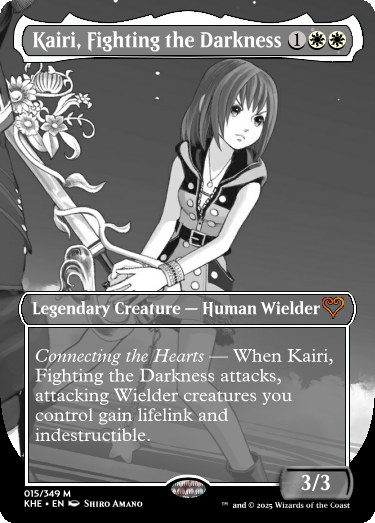 Kairi, Fighting the Darkness 1
Legendary Creature — Human Wielder
Connecting the Hearts — When Kairi,
Fighting the Darkness attacks,
attacking Wielder creatures you
control gain lifelink and
indestructible.
3/3
015/349 M
KHE • EN Shiro Amano
™ and © 2025 Wizards of the Coast